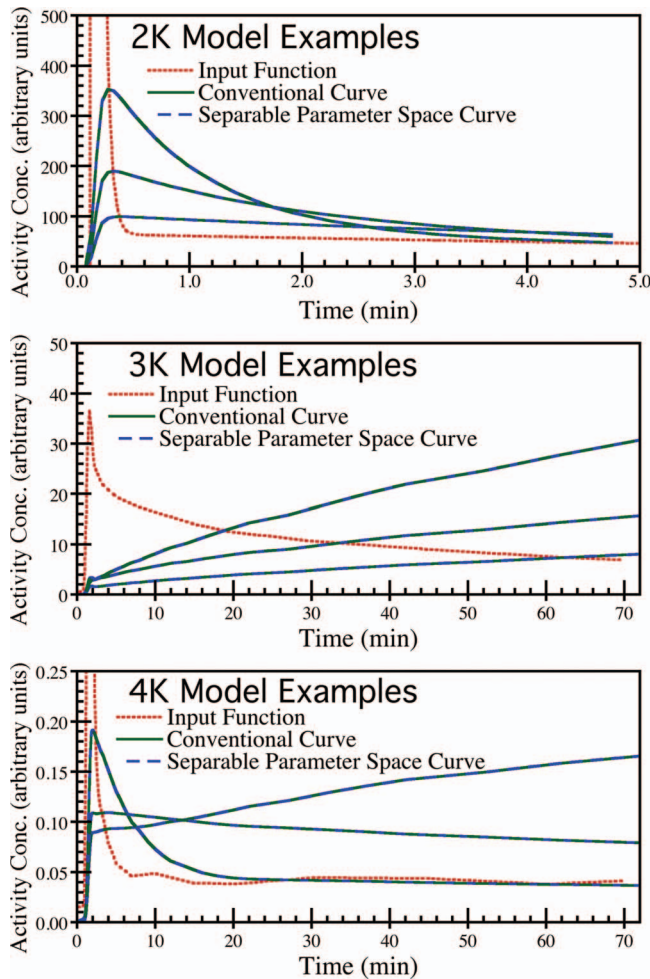 2K Model Examples
Input Function
Conventional Curve
Separable Parameter Space Curve
Activity Conc. (arbitrary units)
500
400
300
200
100
0
0.0 1.0 2.0 3.0 4.0 5.0
Time (min)
3K Model Examples
Input Function
Conventional Curve
Separable Parameter Space Curve
Activity Conc. (arbitrary units)
50
40
30
20
10
0
0 10 20 30 40 50 60 70
Time (min)
4K Model Examples
Input Function
Conventional Curve
Separable Parameter Space Curve
Activity Conc. (arbitrary units)
0.25
0.20
0.15
0.10
0.05
0.00
0 10 20 30 40 50 60 70
Time (min)